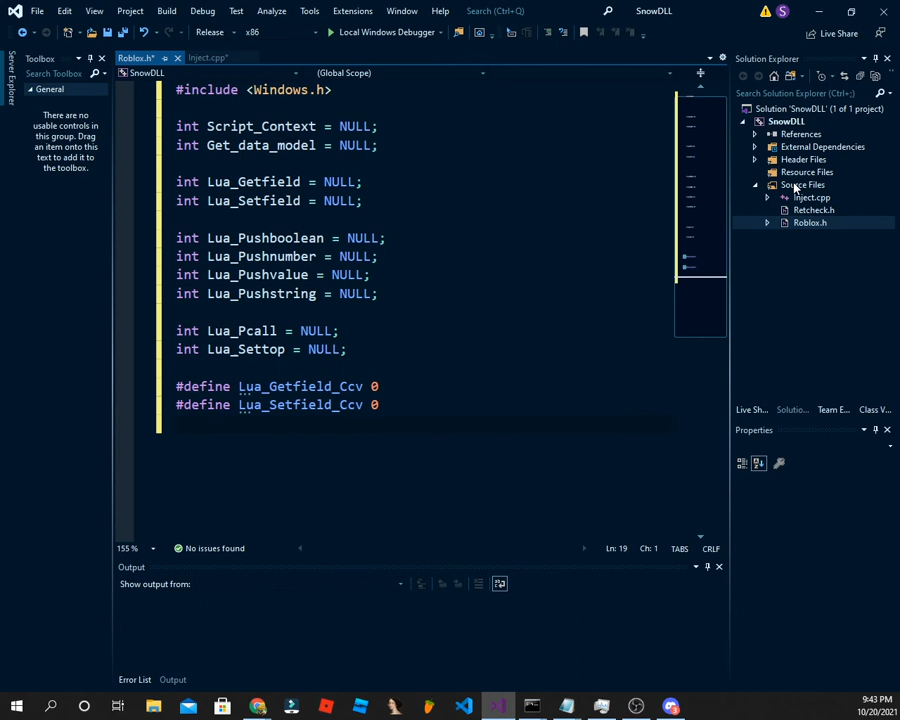 File Edit View Project Build Debug Test Analyze Tools Extensions Window Help Search (Ctrl+Q) SnowDLL S
Release x86 Local Windows Debugger Live Share
Server Explorer
Toolbox
Search Toolbox
General
There are no
usable controls in
this group. Drag
an item onto this
text to add it to
the toolbox.
Roblox.h* Inject.cpp*
SnowDLL (Global Scope)
#include <Windows.h>
int Script_Context = NULL;
int Get_data_model = NULL;
int Lua_Getfield = NULL;
int Lua_Setfield = NULL;
int Lua_Pushboolean = NULL;
int Lua_Pushnumber = NULL;
int Lua_Pushvalue = NULL;
int Lua_Pushstring = NULL;
int Lua_Pcall = NULL;
int Lua_Settop = NULL;
#define Lua_Getfield_Ccv 0
#define Lua_Setfield_Ccv 0
155 % No issues found Ln: 19 Ch: 1 TABS CRLF
Output
Show output from:
Error List Output
Solution Explorer
Search Solution Explorer (Ctrl+;)
Solution 'SnowDLL' (1 of 1 project)
SnowDLL
References
External Dependencies
Header Files
Resource Files
Source Files
Inject.cpp
Retcheck.h
Roblox.h
Live Sh... Solutio... Team E... Class V...
Properties
9:43 PM
10/20/2021